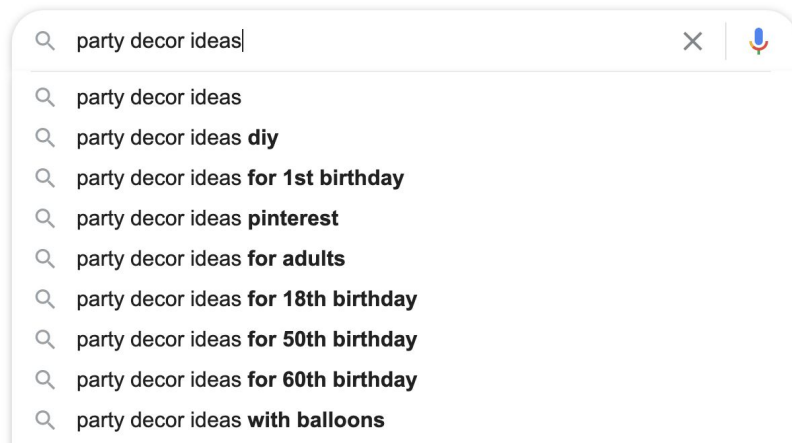 party decor ideas
party decor ideas
party decor ideas diy
party decor ideas for 1st birthday
party decor ideas pinterest
party decor ideas for adults
party decor ideas for 18th birthday
party decor ideas for 50th birthday
party decor ideas for 60th birthday
party decor ideas with balloons